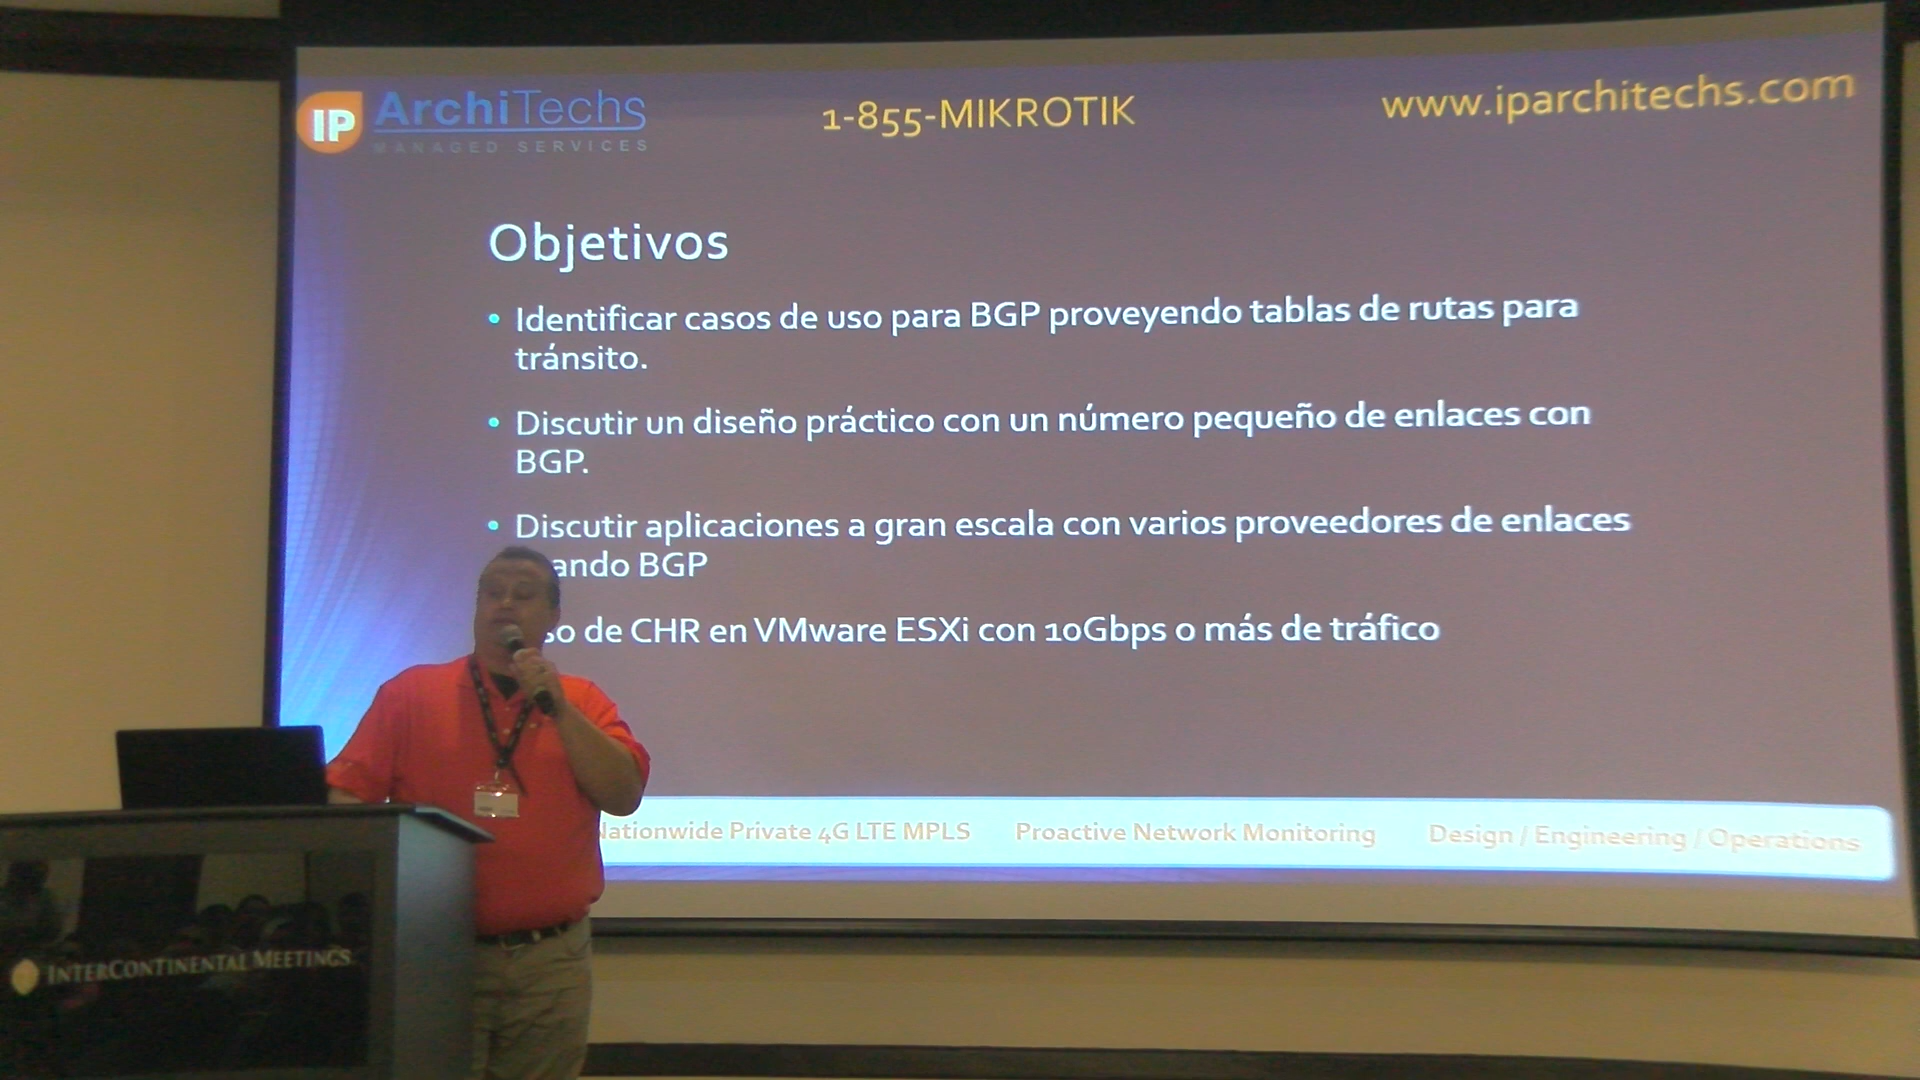 IP ArchiTechs
MANAGED SERVICES
1-855-MIKROTIK
www.iparchitechs.com
Objetivos
• Identificar casos de uso para BGP proveyendo tablas de rutas para
tránsito.
• Discutir un diseño práctico con un número pequeño de enlaces con
BGP.
• Discutir aplicaciones a gran escala con varios proveedores de enlaces
ando BGP
so de CHR en VMware ESXi con 10Gbps o más de tráfico
Nationwide Private 4G LTE MPLS Proactive Network Monitoring Design / Engineering / Operations
INTERCONTINENTAL MEETINGS